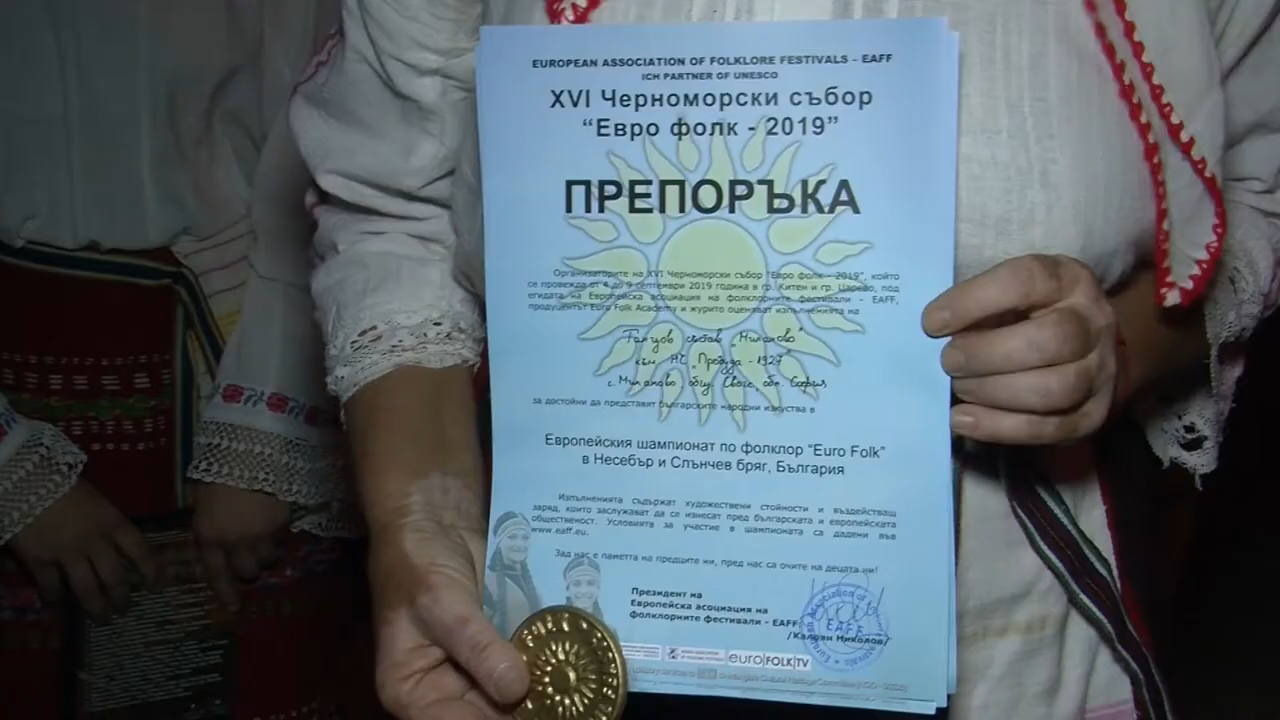 EUROPEAN ASSOCIATION OF FOLKLORE FESTIVALS - EAFF
ICH PARTNER OF UNESCO
XVI Черноморски събор
“Евро фолк - 2019”
ПРЕПОРЪКА
Организаторите на XVI Черноморски събор “Евро фолк - 2019”, който
се провежда от 4 до 9 септември 2019 година в гр. Китен и гр. Царево, под
егидата на Европейска асоциация на фолклорните фестивали - EAFF,
продуцентът Euro Folk Academy и журито оценяват изпълненията на
Танцов състав „Миланово“
към НЧ „Пробуда - 1927
с. Миланово общ. Своге обл. София
за достойни да представят българските народни изкуства в
Европейския шампионат по фолклор “Euro Folk”
в Несебър и Слънчев бряг, България
Изпълненията съдържат художествени стойности и въздействащ
заряд, които заслужават да се изнесат пред българската и европейската
общественост. Условията за участие в шампионата са дадени във
www.eaff.eu.
Зад нас е паметта на предците ни, пред нас са очите на децата ни!
Президент на
Европейска асоциация на
фолклорните фестивали - EAFF
/Калоян Николов/
EAFF
euro FOLK TV